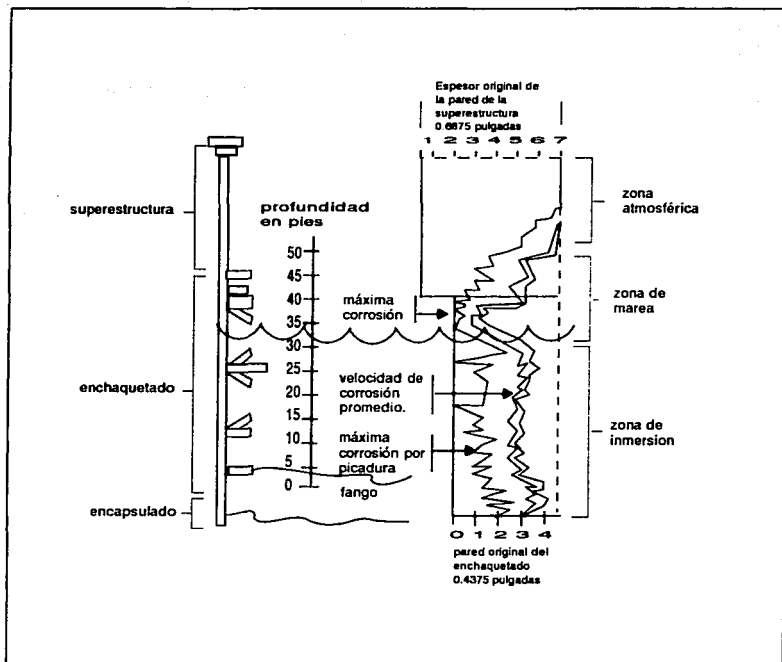 Espesor original de
la pared de la
superestructura
0.6875 pulgadas
1 2 3 4 5 6 7
superestructura
profundidad
en pies
50
45
40
35
30
25
20
15
10
5
0
zona
atmosférica
máxima
corrosión
zona de
marea
enchaquetado
velocidad de
corrosión
promedio.
máxima
corrosión por
picadura
zona de
inmersion
fango
encapsulado
0 1 2 3 4
pared original del
enchaquetado
0.4375 pulgadas